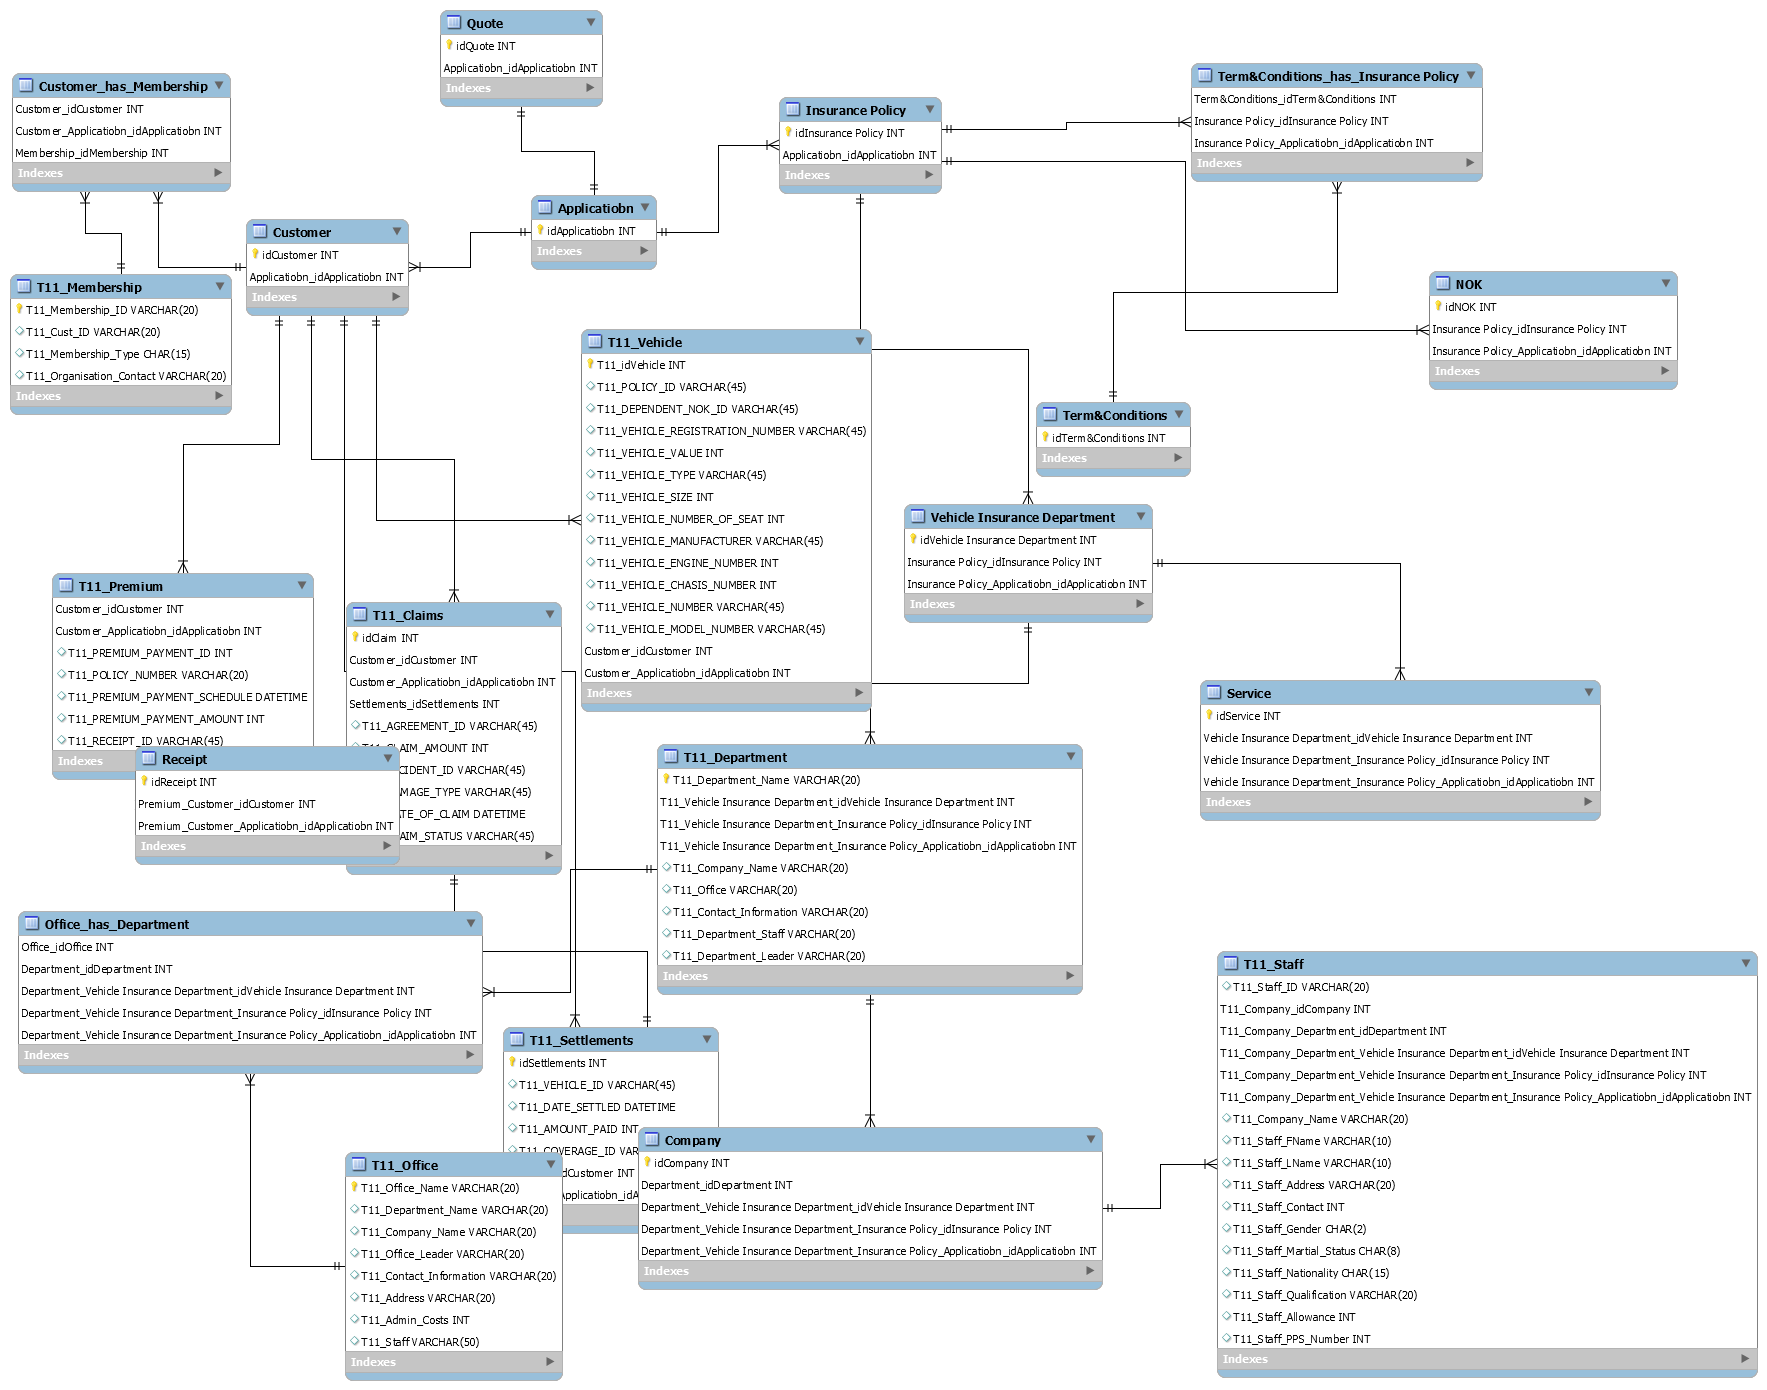 Quote
idQuote INT
Applicatiobn_idApplicatiobn INT
Indexes
Customer_has_Membership
Customer_idCustomer INT
Customer_Applicatiobn_idApplicatiobn INT
Membership_idMembership INT
Indexes
Insurance Policy
idInsurance Policy INT
Applicatiobn_idApplicatiobn INT
Indexes
Term&Conditions_has_Insurance Policy
Term&Conditions_idTerm&Conditions INT
Insurance Policy_idInsurance Policy INT
Insurance Policy_Applicatiobn_idApplicatiobn INT
Indexes
Applicatiobn
idApplicatiobn INT
Indexes
Customer
idCustomer INT
Applicatiobn_idApplicatiobn INT
Indexes
T11_Membership
T11_Membership_ID VARCHAR(20)
T11_Cust_ID VARCHAR(20)
T11_Membership_Type CHAR(15)
T11_Organisation_Contact VARCHAR(20)
Indexes
NOK
idNOK INT
Insurance Policy_idInsurance Policy INT
Insurance Policy_Applicatiobn_idApplicatiobn INT
Indexes
T11_Vehicle
T11_idVehicle INT
T11_POLICY_ID VARCHAR(45)
T11_DEPENDENT_NOK_ID VARCHAR(45)
T11_VEHICLE_REGISTRATION_NUMBER VARCHAR(45)
T11_VEHICLE_VALUE INT
T11_VEHICLE_TYPE VARCHAR(45)
T11_VEHICLE_SIZE INT
T11_VEHICLE_NUMBER_OF_SEAT INT
T11_VEHICLE_MANUFACTURER VARCHAR(45)
T11_VEHICLE_ENGINE_NUMBER INT
T11_VEHICLE_CHASIS_NUMBER INT
T11_VEHICLE_NUMBER VARCHAR(45)
T11_VEHICLE_MODEL_NUMBER VARCHAR(45)
Customer_idCustomer INT
Customer_Applicatiobn_idApplicatiobn INT
Indexes
Term&Conditions
idTerm&Conditions INT
Indexes
Vehicle Insurance Department
idVehicle Insurance Department INT
Insurance Policy_idInsurance Policy INT
Insurance Policy_Applicatiobn_idApplicatiobn INT
Indexes
T11_Premium
Customer_idCustomer INT
Customer_Applicatiobn_idApplicatiobn INT
T11_PREMIUM_PAYMENT_ID INT
T11_POLICY_NUMBER VARCHAR(20)
T11_PREMIUM_PAYMENT_SCHEDULE DATETIME
T11_PREMIUM_PAYMENT_AMOUNT INT
T11_RECEIPT_ID VARCHAR(45)
Indexes
T11_Claims
idClaim INT
Customer_idCustomer INT
Customer_Applicatiobn_idApplicatiobn INT
Settlements_idSettlements INT
T11_AGREEMENT_ID VARCHAR(45)
T11_CLAIM_AMOUNT INT
CIDENT_ID VARCHAR(45)
MAGE_TYPE VARCHAR(45)
ATE_OF_CLAIM DATETIME
AIM_STATUS VARCHAR(45)
Receipt
idReceipt INT
Premium_Customer_idCustomer INT
Premium_Customer_Applicatiobn_idApplicatiobn INT
Indexes
Service
idService INT
Vehicle Insurance Department_idVehicle Insurance Department INT
Vehicle Insurance Department_Insurance Policy_idInsurance Policy INT
Vehicle Insurance Department_Insurance Policy_Applicatiobn_idApplicatiobn INT
Indexes
T11_Department
T11_Department_Name VARCHAR(20)
T11_Vehicle Insurance Department_idVehicle Insurance Department INT
T11_Vehicle Insurance Department_Insurance Policy_idInsurance Policy INT
T11_Vehicle Insurance Department_Insurance Policy_Applicatiobn_idApplicatiobn INT
T11_Company_Name VARCHAR(20)
T11_Office VARCHAR(20)
T11_Contact_Information VARCHAR(20)
T11_Department_Staff VARCHAR(20)
T11_Department_Leader VARCHAR(20)
Indexes
Office_has_Department
Office_idOffice INT
Department_idDepartment INT
Department_Vehicle Insurance Department_idVehicle Insurance Department INT
Department_Vehicle Insurance Department_Insurance Policy_idInsurance Policy INT
Department_Vehicle Insurance Department_Insurance Policy_Applicatiobn_idApplicatiobn INT
Indexes
T11_Settlements
idSettlements INT
T11_VEHICLE_ID VARCHAR(45)
T11_DATE_SETTLED DATETIME
T11_AMOUNT_PAID INT
T11_COVERAGE_ID VAR
dCustomer INT
Applicatiobn_idA
T11_Office
T11_Office_Name VARCHAR(20)
T11_Department_Name VARCHAR(20)
T11_Company_Name VARCHAR(20)
T11_Office_Leader VARCHAR(20)
T11_Contact_Information VARCHAR(20)
T11_Address VARCHAR(20)
T11_Admin_Costs INT
T11_Staff VARCHAR(50)
Indexes
Company
idCompany INT
Department_idDepartment INT
Department_Vehicle Insurance Department_idVehicle Insurance Department INT
Department_Vehicle Insurance Department_Insurance Policy_idInsurance Policy INT
Department_Vehicle Insurance Department_Insurance Policy_Applicatiobn_idApplicatiobn INT
Indexes
T11_Staff
T11_Staff_ID VARCHAR(20)
T11_Company_idCompany INT
T11_Company_Department_idDepartment INT
T11_Company_Department_Vehicle Insurance Department_idVehicle Insurance Department INT
T11_Company_Department_Vehicle Insurance Department_Insurance Policy_idInsurance Policy INT
T11_Company_Department_Vehicle Insurance Department_Insurance Policy_Applicatiobn_idApplicatiobn INT
T11_Company_Name VARCHAR(20)
T11_Staff_FName VARCHAR(10)
T11_Staff_LName VARCHAR(10)
T11_Staff_Address VARCHAR(20)
T11_Staff_Contact INT
T11_Staff_Gender CHAR(2)
T11_Staff_Martial_Status CHAR(8)
T11_Staff_Nationality CHAR(15)
T11_Staff_Qualification VARCHAR(20)
T11_Staff_Allowance INT
T11_Staff_PPS_Number INT
Indexes